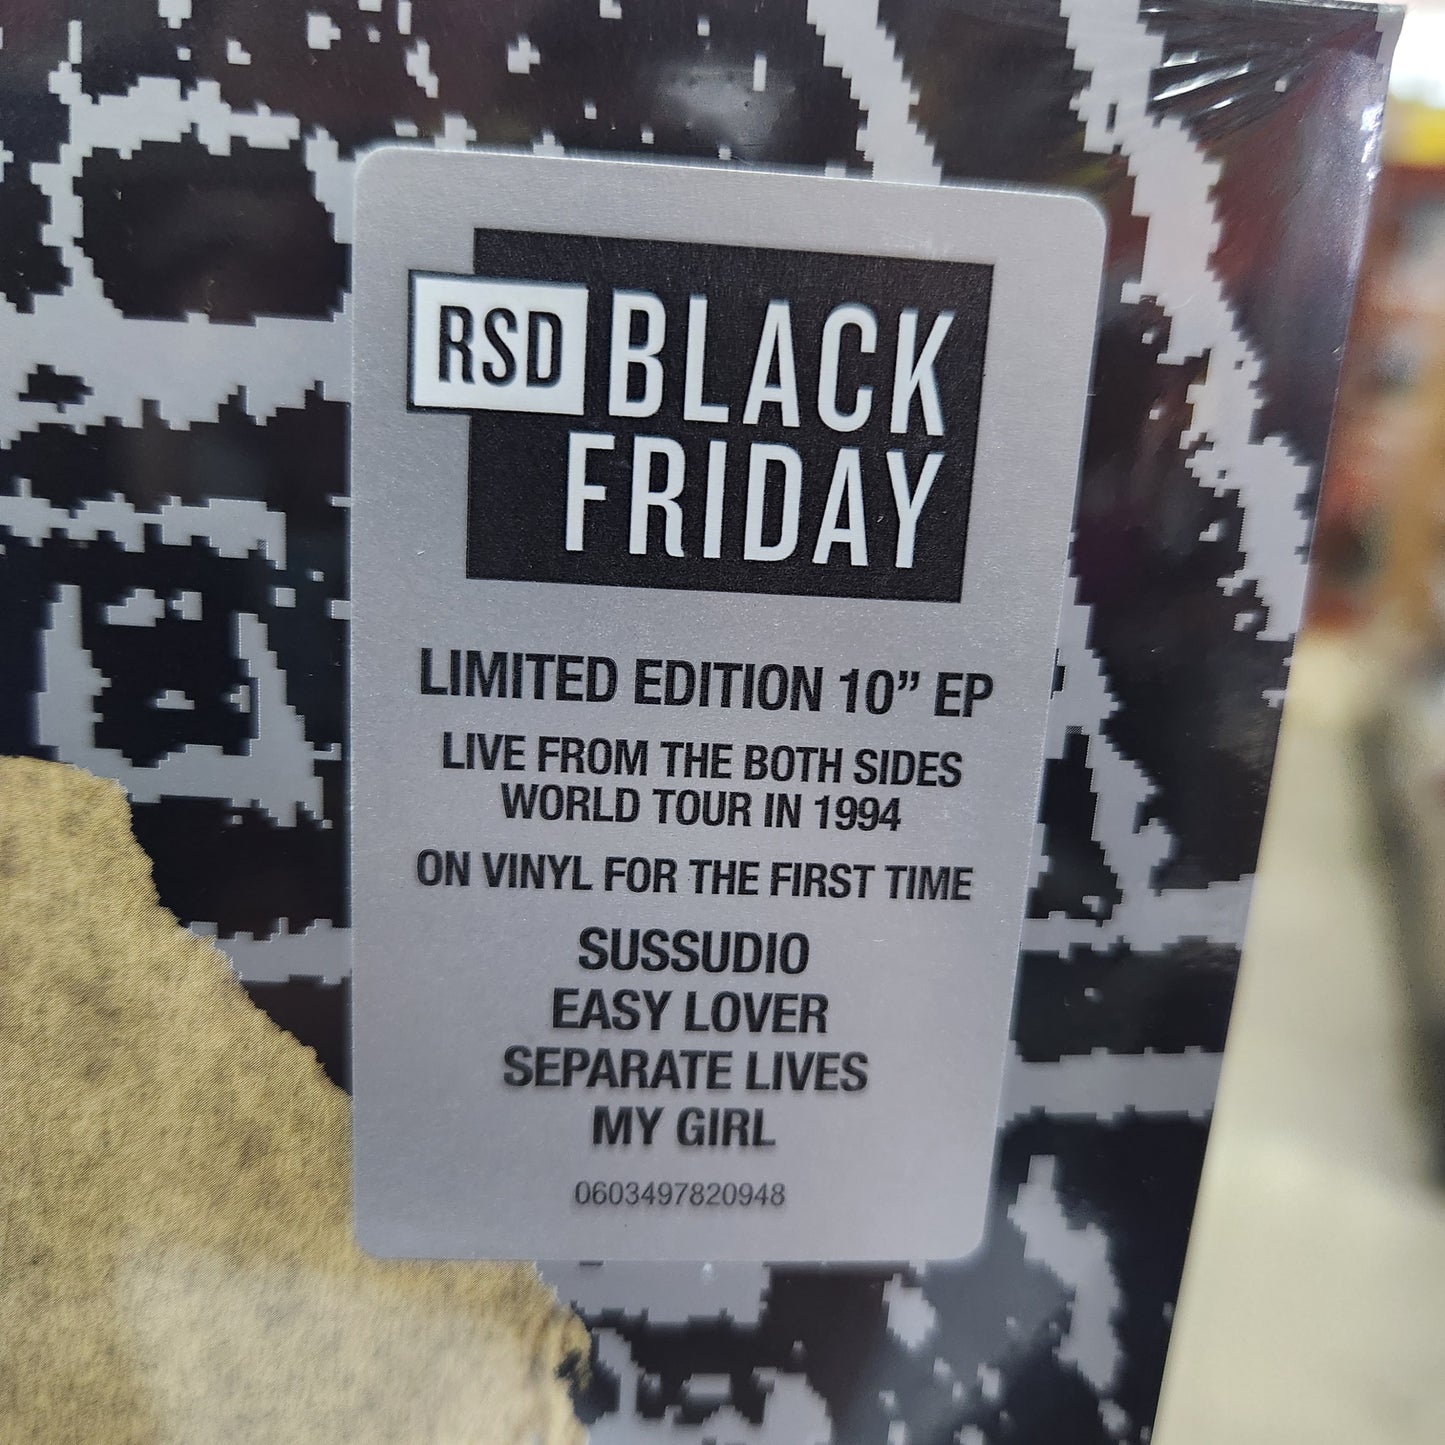 RSD BLACK
FRIDAY
LIMITED EDITION 10” EP
LIVE FROM THE BOTH SIDES
WORLD TOUR IN 1994
ON VINYL FOR THE FIRST TIME
SUSSUDIO
EASY LOVER
SEPARATE LIVES
MY GIRL
0603497820948